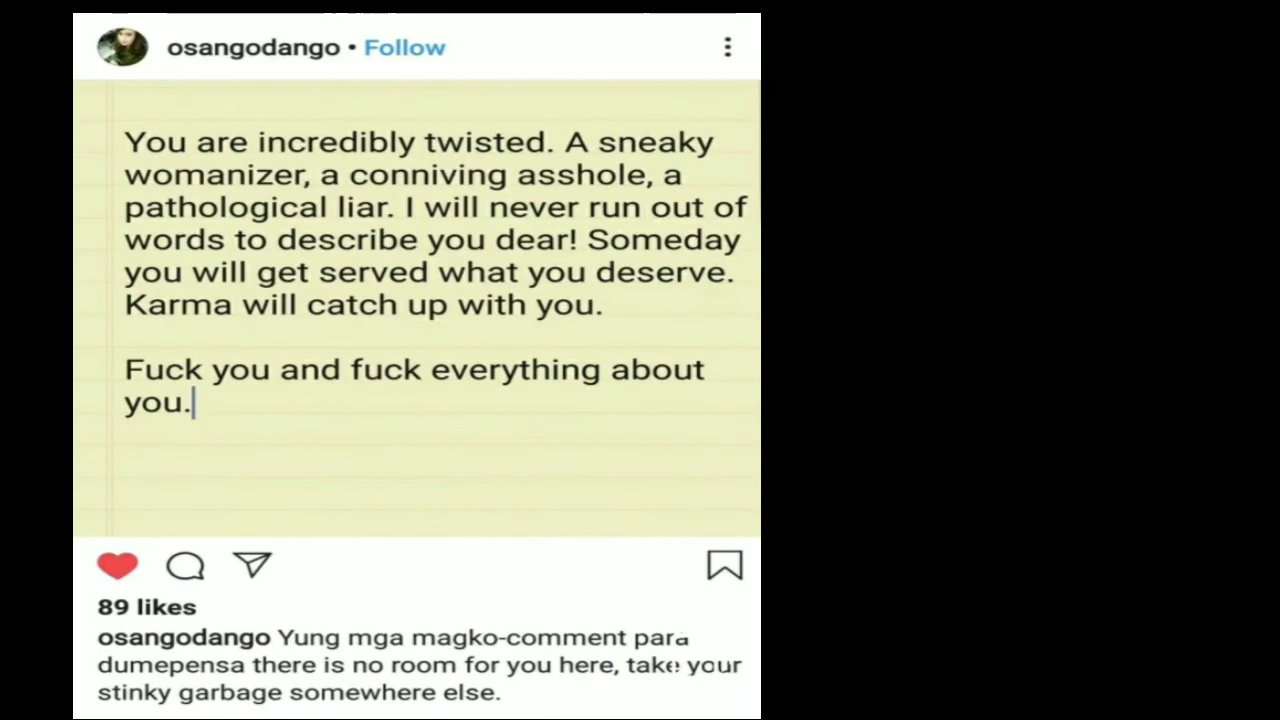 osangodango • Follow
You are incredibly twisted. A sneaky
womanizer, a conniving asshole, a
pathological liar. I will never run out of
words to describe you dear! Someday
you will get served what you deserve.
Karma will catch up with you.
Fuck you and fuck everything about
you.
89 likes
osangodango Yung mga magko-comment para
dumepensa there is no room for you here, take your
stinky garbage somewhere else.